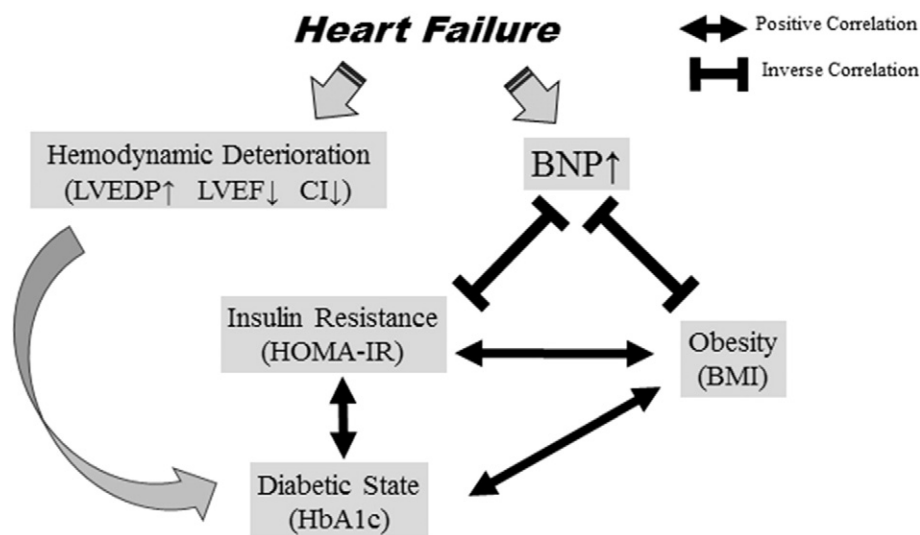 Heart Failure
Positive Correlation
Inverse Correlation
Hemodynamic Deterioration
(LVEDP↑ LVEF↓ CI↓)
BNP↑
Insulin Resistance
(HOMA-IR)
Obesity
(BMI)
Diabetic State
(HbA1c)